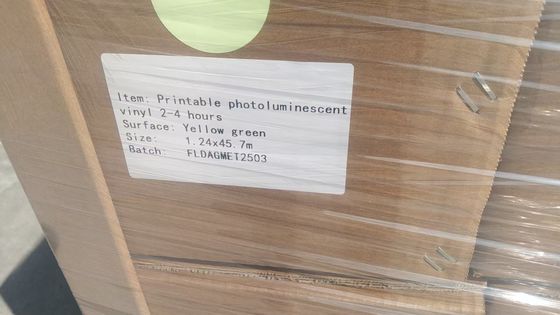 Item: Printable photoluminescent
vinyl 2-4 hours
Surface: Yellow green
Size: 1.24x45.7m
Batch: FLDAGMET2503